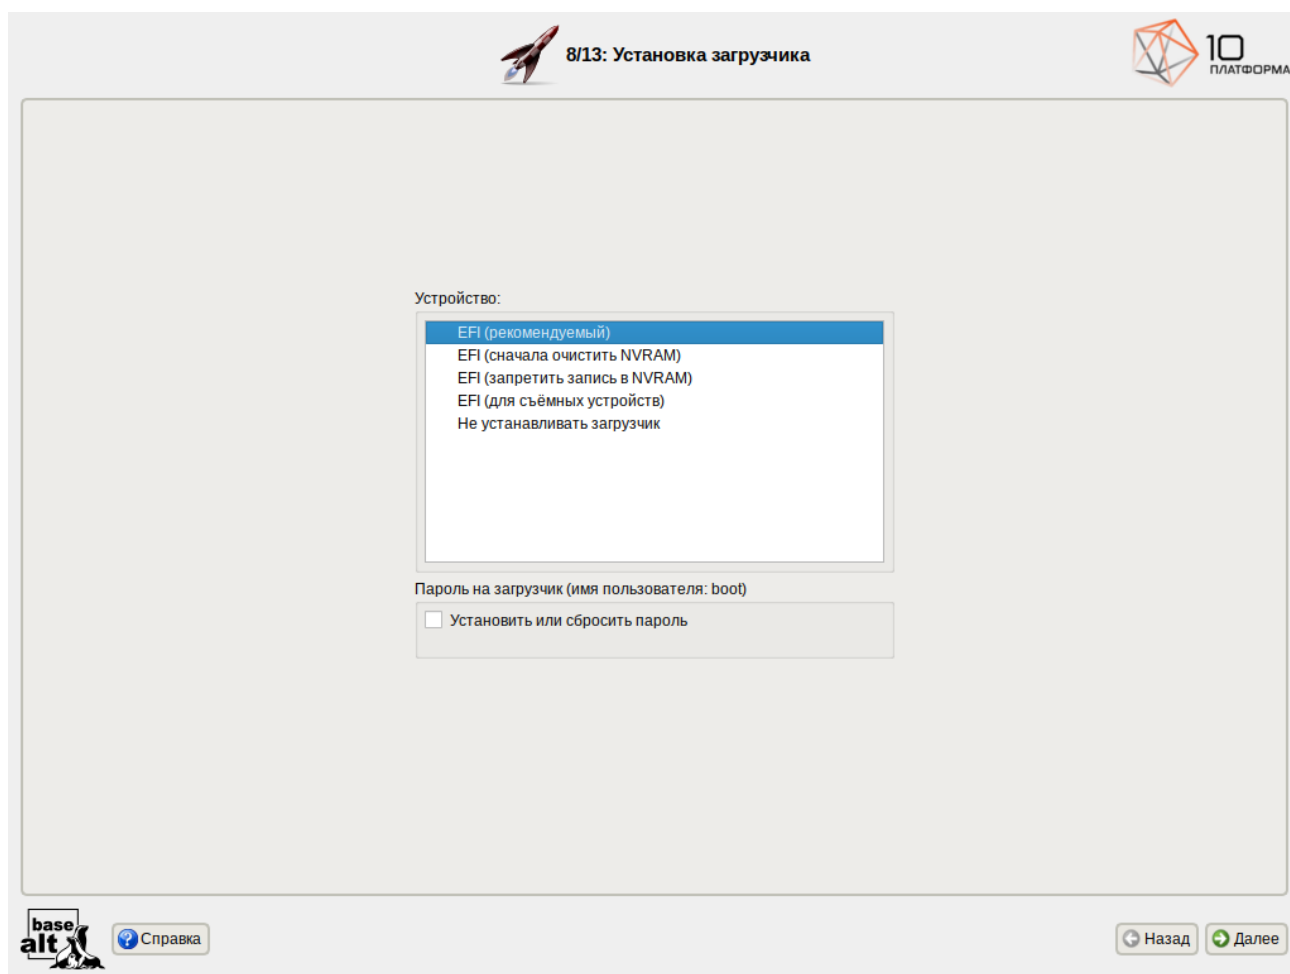 8/13: Установка загрузчика
10
ПЛАТФОРМА
Устройство:
EFI (рекомендуемый)
EFI (сначала очистить NVRAM)
EFI (запретить запись в NVRAM)
EFI (для съёмных устройств)
Не устанавливать загрузчик
Пароль на загрузчик (имя пользователя: boot)
Установить или сбросить пароль
base
alt
Справка
Назад
Далее